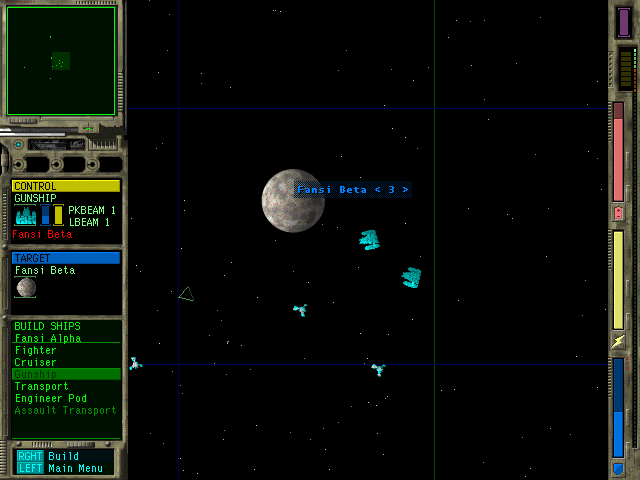 CONTROL
GUNSHIP
PKBEAM 1
LBEAM 1
Fansi Beta
TARGET
Fansi Beta
BUILD SHIPS
Fansi Alpha
Fighter
Cruiser
Gunship
Transport
Engineer Pod
Assault Transport
RGHT Build
LEFT Main Menu
Fansi Beta < 3 >